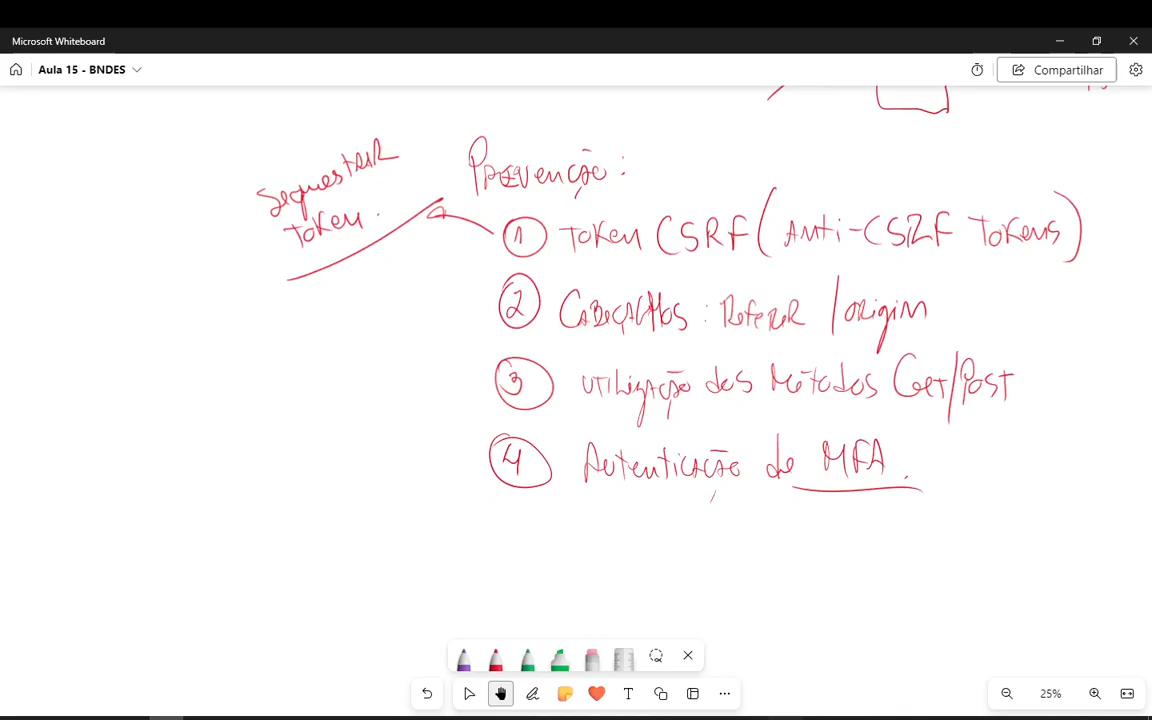 Microsoft Whiteboard
Aula 15 - BNDES
Compartilhar
Prevenção:
Sequestrar
token.
1 Token CSRF (Anti-CSRF Tokens)
2 Cabeçalhos: Referer / origin
3 Utilização dos Métodos Get/Post
4 Autenticação de MFA.
25%